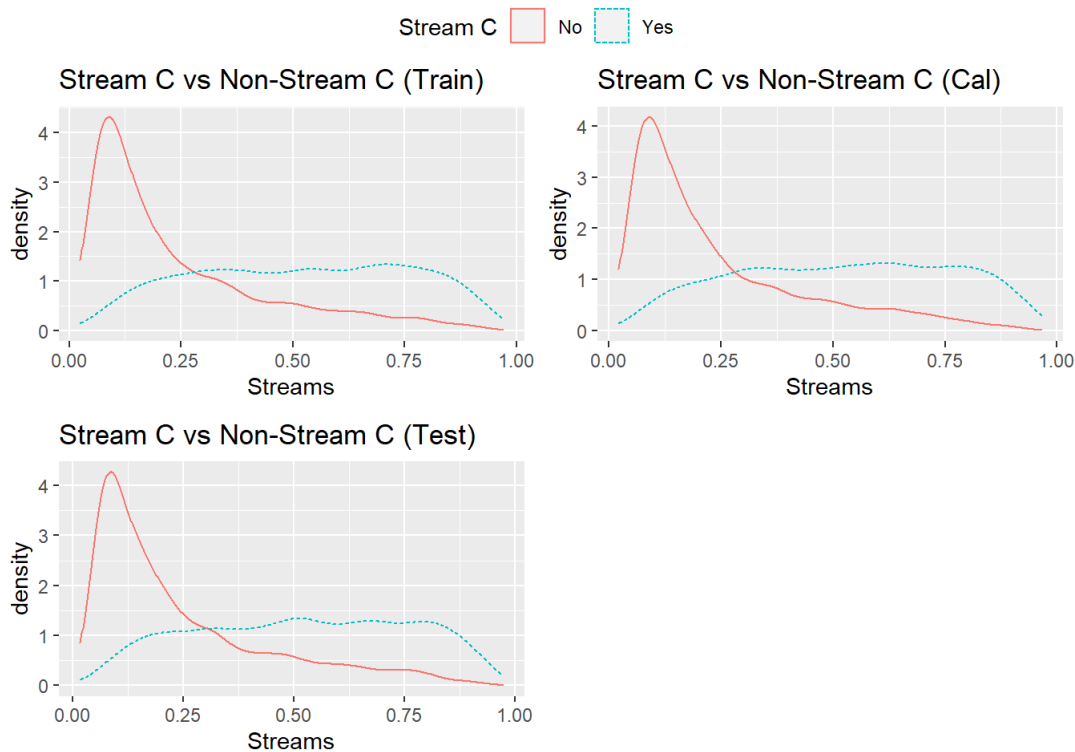 Stream C No Yes
Stream C vs Non-Stream C (Train)
density
4
3
2
1
0
0.00 0.25 0.50 0.75 1.00
Streams
Stream C vs Non-Stream C (Cal)
density
4
3
2
1
0
0.00 0.25 0.50 0.75 1.00
Streams
Stream C vs Non-Stream C (Test)
density
4
3
2
1
0
0.00 0.25 0.50 0.75 1.00
Streams